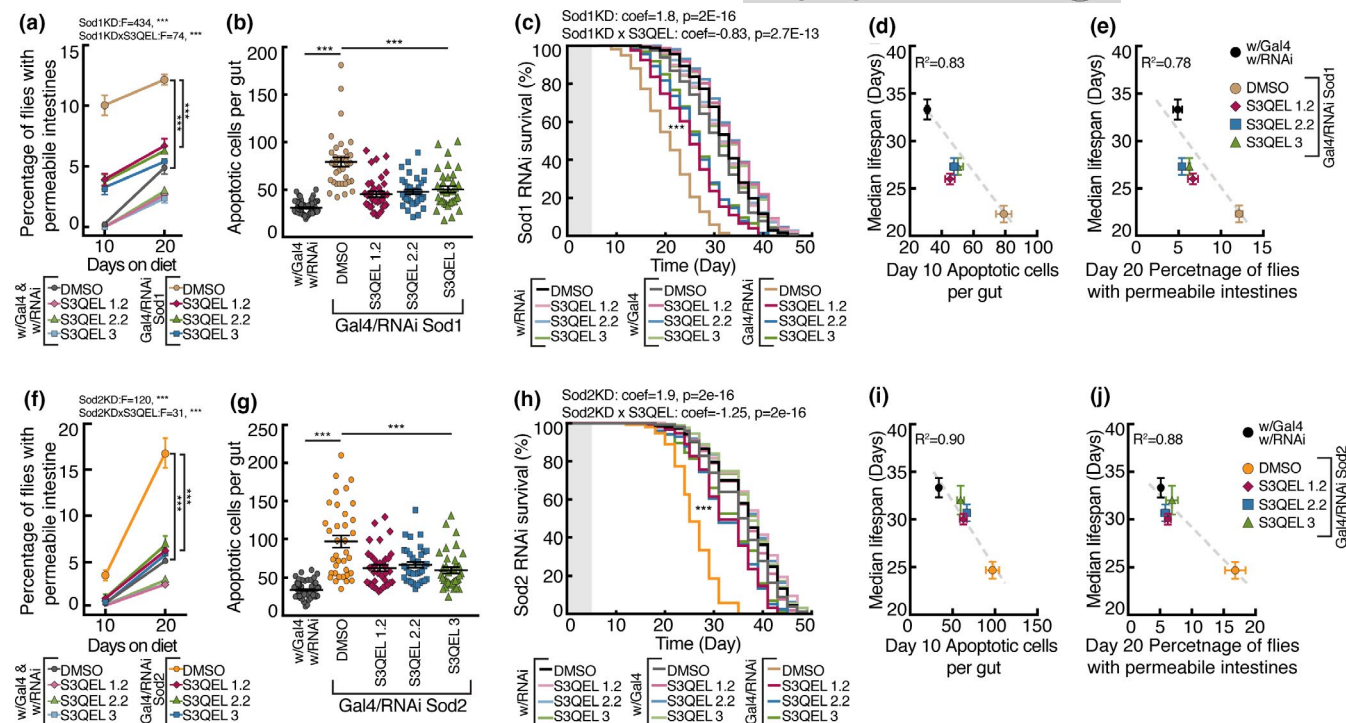 (a)
Sod1KD:F=434, ***
Sod1KDxS3QEL:F=74, ***
Percentage of flies with
permeable intestines
15
10
5
0
***
***
10
20
Days on diet
w/Gal4 &
w/RNAi
DMSO
S3QEL 1.2
S3QEL 2.2
S3QEL 3
Gal4/RNAi
Sod1
DMSO
S3QEL 1.2
S3QEL 2.2
S3QEL 3
(b)
Apoptotic cells per gut
200
150
100
50
0
***
***
w/Gal4
w/RNAi
DMSO
S3QEL 1.2
S3QEL 2.2
S3QEL 3
Gal4/RNAi Sod1
(c)
Sod1KD: coef=1.8, p=2E-16
Sod1KD x S3QEL: coef=-0.83, p=2.7E-13
Sod1 RNAi survival (%)
100
80
60
40
20
0
***
0 10 20 30 40 50
Time (Day)
w/RNAi
DMSO
S3QEL 1.2
S3QEL 2.2
S3QEL 3
w/Gal4
DMSO
S3QEL 1.2
S3QEL 2.2
S3QEL 3
Gal4/RNAi
DMSO
S3QEL 1.2
S3QEL 2.2
S3QEL 3
(d)
R²=0.83
Median lifespan (Days)
40
35
30
25
20
20 40 60 80 100
Day 10 Apoptotic cells
per gut
(e)
R²=0.78
Median lifespan (Days)
40
35
30
25
20
0 5 10 15
Day 20 Percetnage of flies
with permeabile intestines
w/Gal4
w/RNAi
DMSO
S3QEL 1.2
S3QEL 2.2
S3QEL 3
Gal4/RNAi Sod1
(f)
Sod2KD:F=120, ***
Sod2KDxS3QEL:F=31, ***
Percentage of flies with
permeable intestine
20
15
10
5
0
***
***
10
20
Days on diet
w/Gal4 &
w/RNAi
DMSO
S3QEL 1.2
S3QEL 2.2
S3QEL 3
Gal4/RNAi
Sod2
DMSO
S3QEL 1.2
S3QEL 2.2
S3QEL 3
(g)
Apoptotic cells per gut
250
200
150
100
50
0
***
***
w/Gal4
w/RNAi
DMSO
S3QEL 1.2
S3QEL 2.2
S3QEL 3
Gal4/RNAi Sod2
(h)
Sod2KD: coef=1.9, p=2e-16
Sod2KD x S3QEL: coef=-1.25, p=2e-16
Sod2 RNAi survival (%)
100
80
60
40
20
0
***
0 10 20 30 40 50
Time (Day)
w/RNAi
DMSO
S3QEL 1.2
S3QEL 2.2
S3QEL 3
w/Gal4
DMSO
S3QEL 1.2
S3QEL 2.2
S3QEL 3
Gal4/RNAi
DMSO
S3QEL 1.2
S3QEL 2.2
S3QEL 3
(i)
R²=0.90
Median lifespan (Days)
40
35
30
25
20
0 50 100 150
Day 10 Apoptotic cells
per gut
(j)
R²=0.88
Median lifespan (Days)
40
35
30
25
20
0 5 10 15 20
Day 20 Percentage of flies
with permeable intestines
w/Gal4
w/RNAi
DMSO
S3QEL 1.2
S3QEL 2.2
S3QEL 3
Gal4/RNAi Sod2